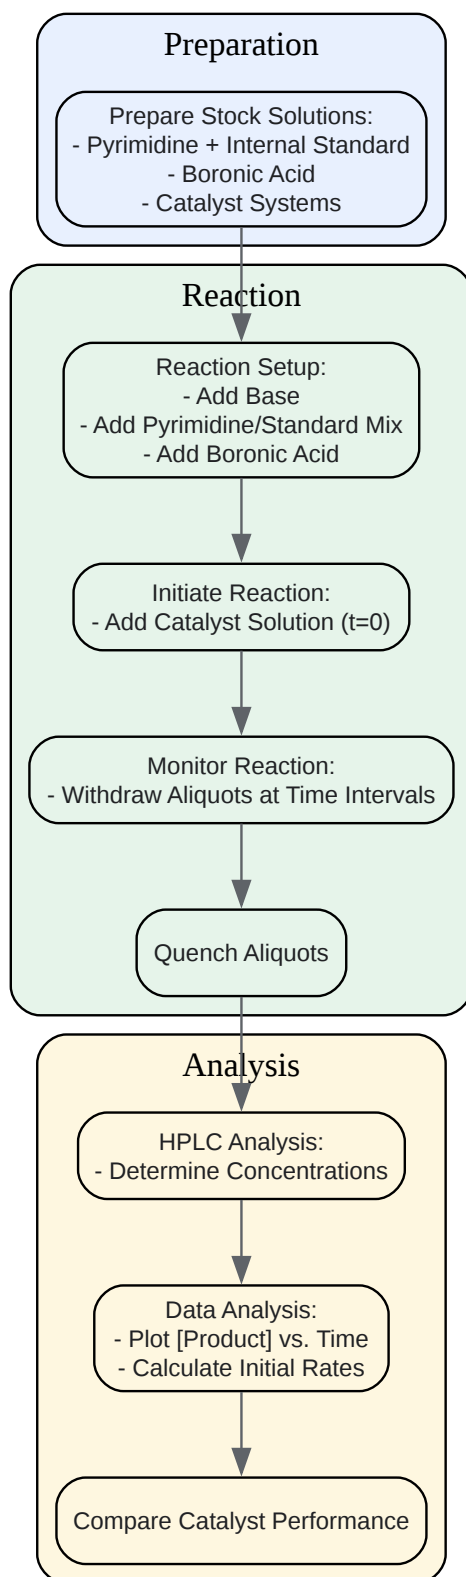 Preparation
Prepare Stock Solutions:
- Pyrimidine + Internal Standard
- Boronic Acid
- Catalyst Systems
Reaction
Reaction Setup:
- Add Base
- Add Pyrimidine/Standard Mix
- Add Boronic Acid
Initiate Reaction:
- Add Catalyst Solution (t=0)
Monitor Reaction:
- Withdraw Aliquots at Time Intervals
Quench Aliquots
Analysis
HPLC Analysis:
- Determine Concentrations
Data Analysis:
- Plot [Product] vs. Time
- Calculate Initial Rates
Compare Catalyst Performance